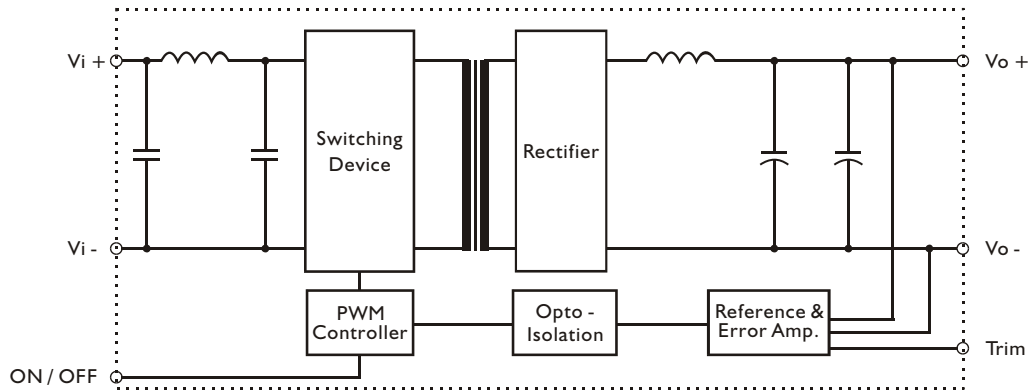 Vi +
Switching
Device
Rectifier
Vo +
Vi -
Vo -
PWM
Controller
Opto -
Isolation
Reference &
Error Amp.
Trim
ON / OFF